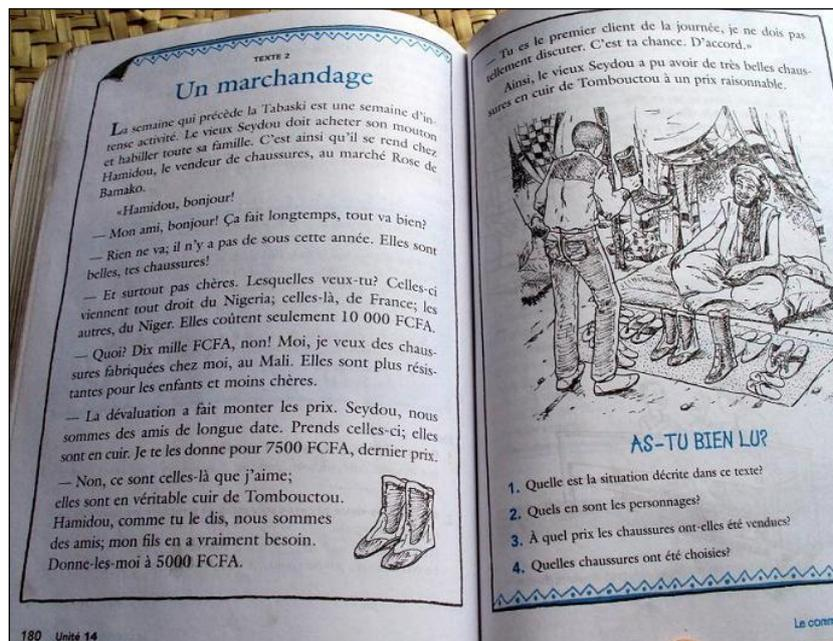 TEXTE 2
Un marchandage
La semaine qui précède la Tabaski est une semaine d'in-
tense activité. Le vieux Seydou doit acheter son mouton
et habiller toute sa famille. C'est ainsi qu'il se rend chez
Hamidou, le vendeur de chaussures, au marché Rose de
Bamako.
«Hamidou, bonjour!
— Mon ami, bonjour! Ça fait longtemps, tout va bien?
— Rien ne va; il n'y a pas de sous cette année. Elles sont
belles, tes chaussures!
— Et surtout pas chères. Lesquelles veux-tu? Celles-ci
viennent tout droit du Nigeria; celles-là, de France; les
autres, du Niger. Elles coûtent seulement 10 000 FCFA.
— Quoi? Dix mille FCFA, non! Moi, je veux des chaus-
sures fabriquées chez moi, au Mali. Elles sont plus résis-
tantes pour les enfants et moins chères.
— La dévaluation a fait monter les prix. Seydou, nous
sommes des amis de longue date. Prends celles-ci; elles
sont en cuir. Je te les donne pour 7500 FCFA, dernier prix.
— Non, ce sont celles-là que j'aime;
elles sont en véritable cuir de Tombouctou.
Hamidou, comme tu le dis, nous sommes
des amis; mon fils en a vraiment besoin.
Donne-les-moi à 5000 FCFA.
180 Unité 14
— Tu es le premier client de la journée, je ne dois pas
tellement discuter. C'est ta chance. D'accord.»
Ainsi, le vieux Seydou a pu avoir de très belles chaus-
sures en cuir de Tombouctou à un prix raisonnable.
AS-TU BIEN LU?
1. Quelle est la situation décrite dans ce texte?
2. Quels en sont les personnages?
3. À quel prix les chaussures ont-elles été vendues?
4. Quelles chaussures ont été choisies?
Le com